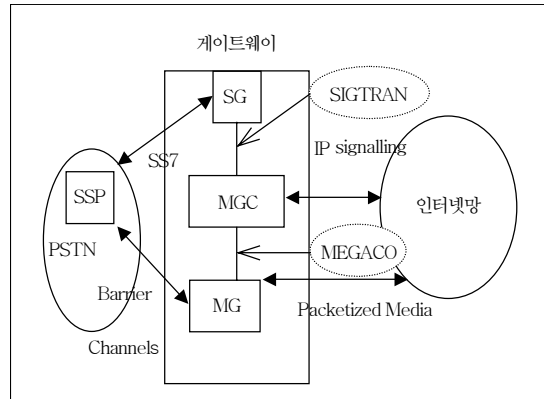 게이트웨이
SG
SIGTRAN
SS7
IP signalling
SSP
MGC
인터넷망
PSTN
MEGACO
Barrier
MG
Packetized Media
Channels